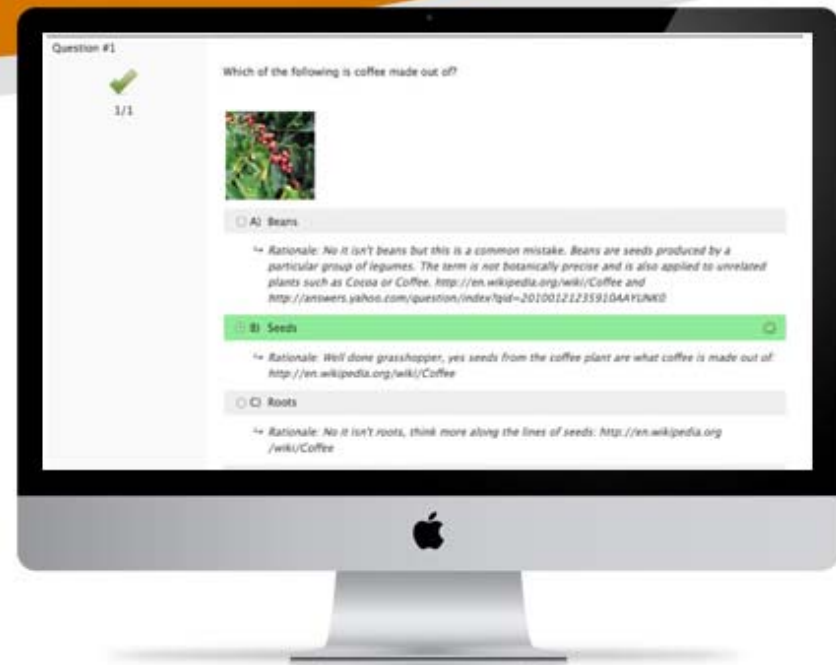 Question #1
1/1
Which of the following is coffee made out of?
A) Beans
↪ Rationale: No it isn't beans but this is a common mistake. Beans are seeds produced by a
particular group of legumes. The term is not botanically precise and is also applied to unrelated
plants such as Cocoa or Coffee. http://en.wikipedia.org/wiki/Coffee and
http://answers.yahoo.com/question/index?qid=20100121235910AAYUNK0
B) Seeds
↪ Rationale: Well done grasshopper, yes seeds from the coffee plant are what coffee is made out of:
http://en.wikipedia.org/wiki/Coffee
C) Roots
↪ Rationale: No it isn't roots, think more along the lines of seeds: http://en.wikipedia.org
/wiki/Coffee